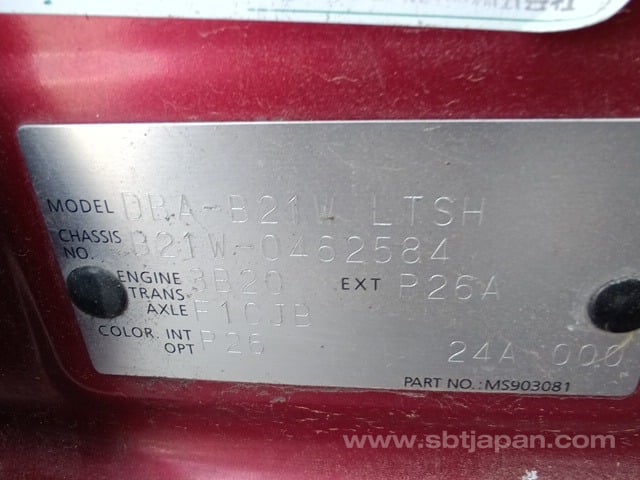 MODEL DBA-B21W LTSH
CHASSIS NO. B21W-0462584
ENGINE 3B20 EXT P26A
TRANS. AXLE F1CJB
COLOR. INT OPT P26
24A 000
PART NO.: MS903081
www.sbtjapan.com